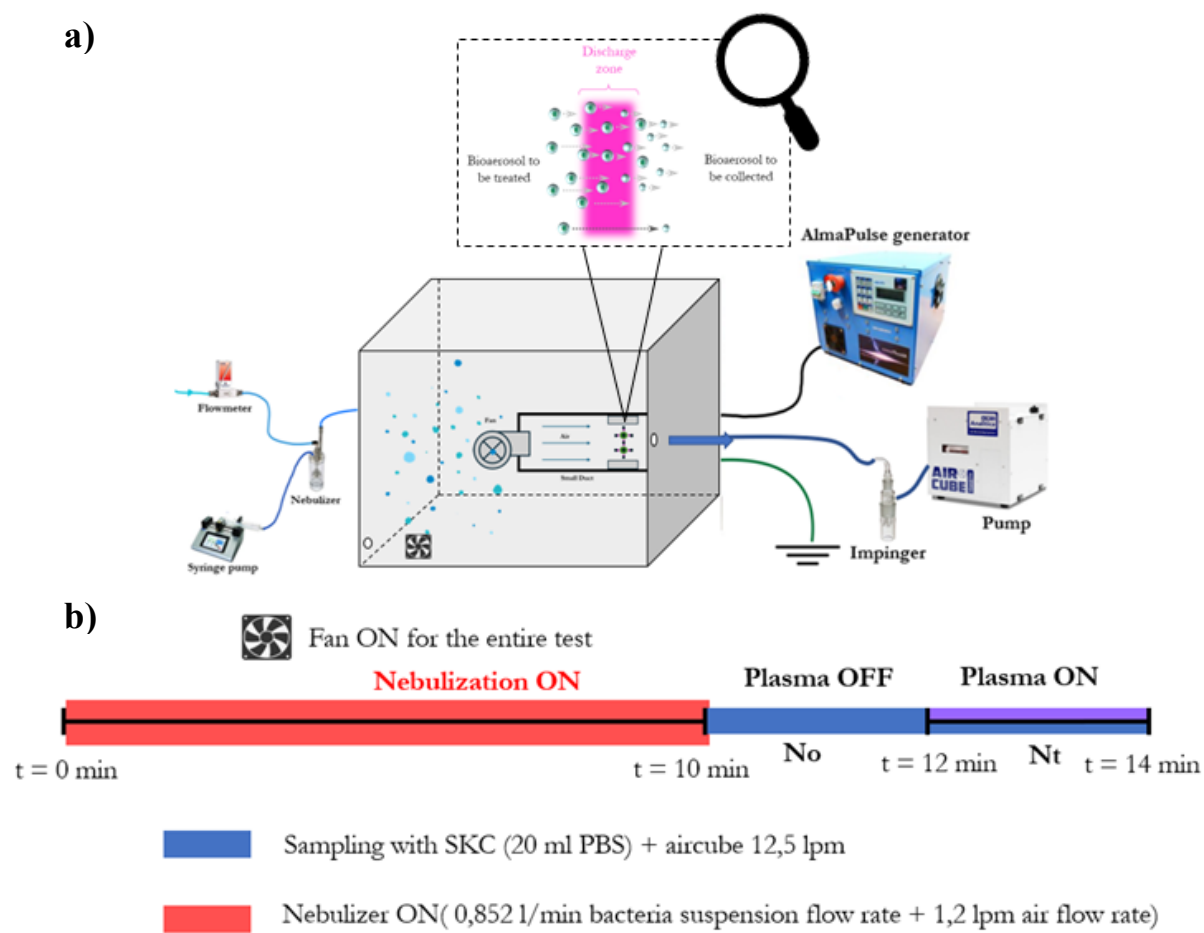 a)
Discharge
zone
Bioaerosol to
be treated
Bioaerosol to
be collected
AlmaPulse generator
Flowmeter
Nebulizer
Syringe pump
Fan
Air
Small Duct
AIR
CUBE
Pump
Impinger
b)
Fan ON for the entire test
Nebulization ON
Plasma OFF
Plasma ON
t = 0 min
t = 10 min
No
t = 12 min
Nt
t = 14 min
Sampling with SKC (20 ml PBS) + aircube 12,5 lpm
Nebulizer ON( 0,852 l/min bacteria suspension flow rate + 1,2 lpm air flow rate)